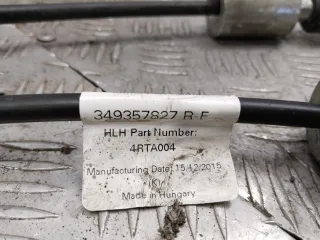 349357827 R-F
HLH Part Number:
4RTA004
Manufacturing Date: 15/12/2015
(K)
Made in Hungary